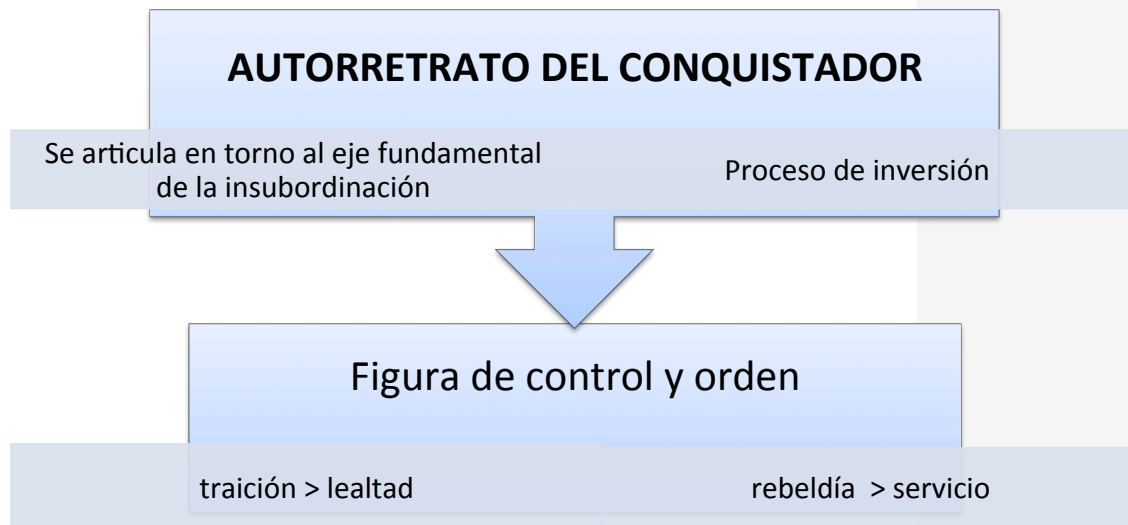 AUTORRETRATO DEL CONQUISTADOR
Se articula en torno al eje fundamental
de la insubordinación
Proceso de inversión
Figura de control y orden
traición > lealtad
rebeldía > servicio